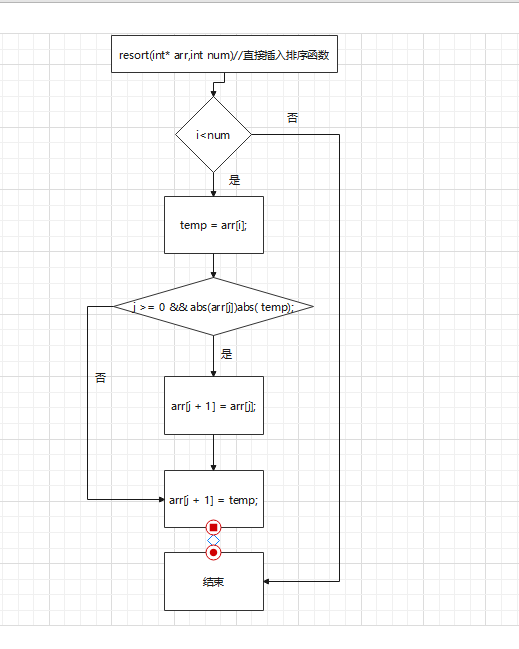 resort(int* arr,int num)//直接插入排序函数
i<num
否
是
temp = arr[i];
j >= 0 && abs(arr[j])abs( temp);
是
否
arr[j + 1] = arr[j];
arr[j + 1] = temp;
结束